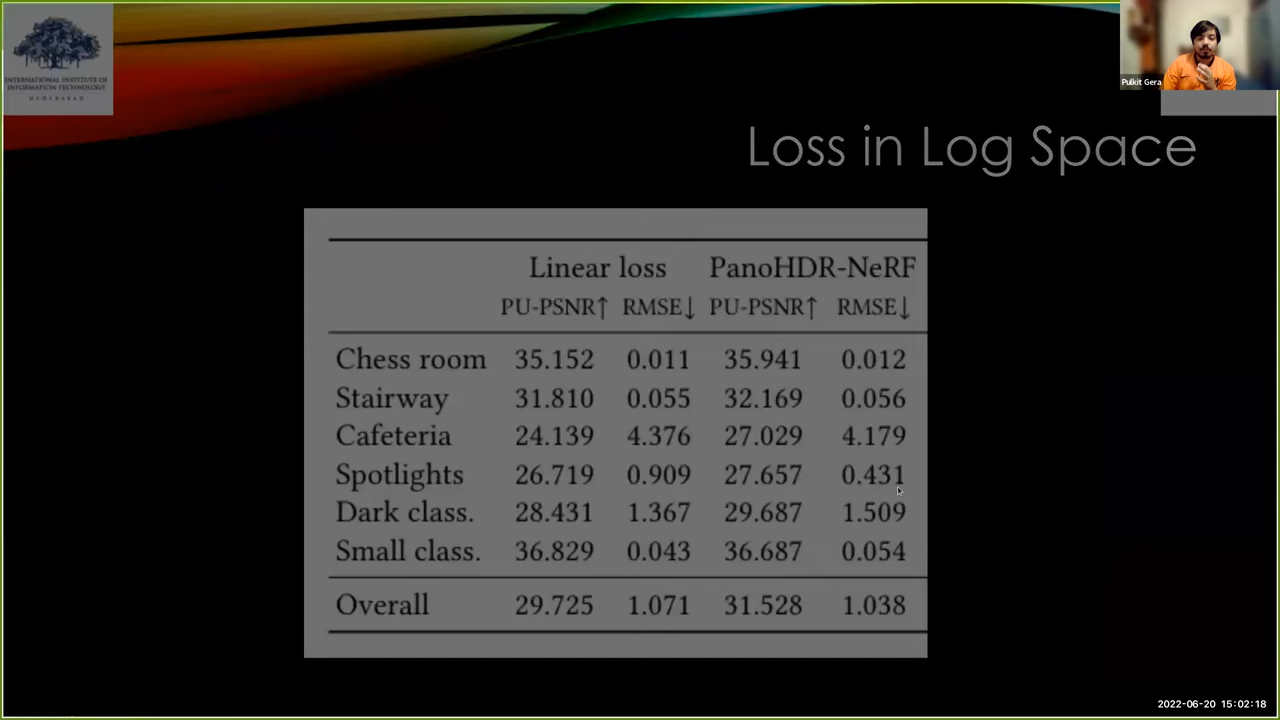 INTERNATIONAL INSTITUTE OF
INFORMATION TECHNOLOGY
HYDERABAD
Pulkit Gera
Loss in Log Space
Linear loss PanoHDR-NeRF
PU-PSNR↑ RMSE↓ PU-PSNR↑ RMSE↓
Chess room 35.152 0.011 35.941 0.012
Stairway 31.810 0.055 32.169 0.056
Cafeteria 24.139 4.376 27.029 4.179
Spotlights 26.719 0.909 27.657 0.431
Dark class. 28.431 1.367 29.687 1.509
Small class. 36.829 0.043 36.687 0.054
Overall 29.725 1.071 31.528 1.038
2022-06-20 15:02:18